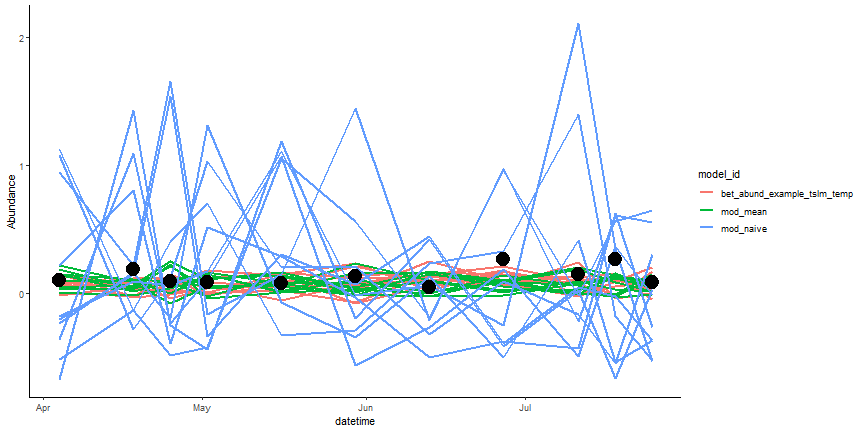 2
1
0
Abundance
Apr
May
Jun
Jul
datetime
model_id
bet_abund_example_tslm_temp
mod_mean
mod_naive